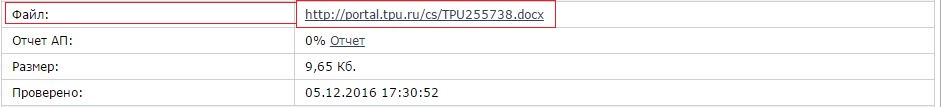 Файл: http://portal.tpu.ru/cs/TPU255738.docx
Отчет АП: 0% Отчет
Размер: 9,65 Кб.
Проверено: 05.12.2016 17:30:52